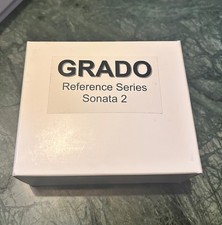 GRADO
Reference Series
Sonata 2